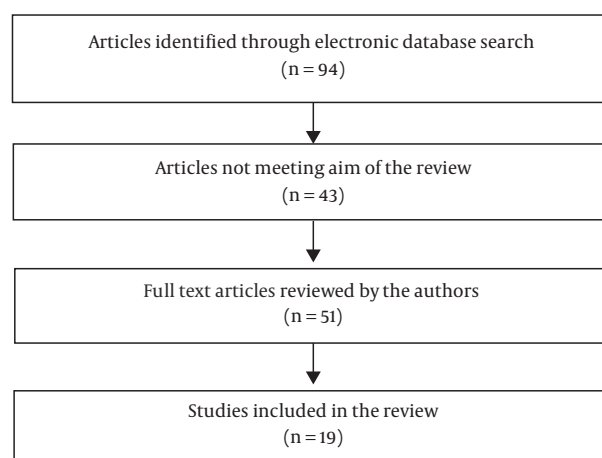 Articles identified through electronic database search
(n = 94)
Articles not meeting aim of the review
(n = 43)
Full text articles reviewed by the authors
(n = 51)
Studies included in the review
(n = 19)